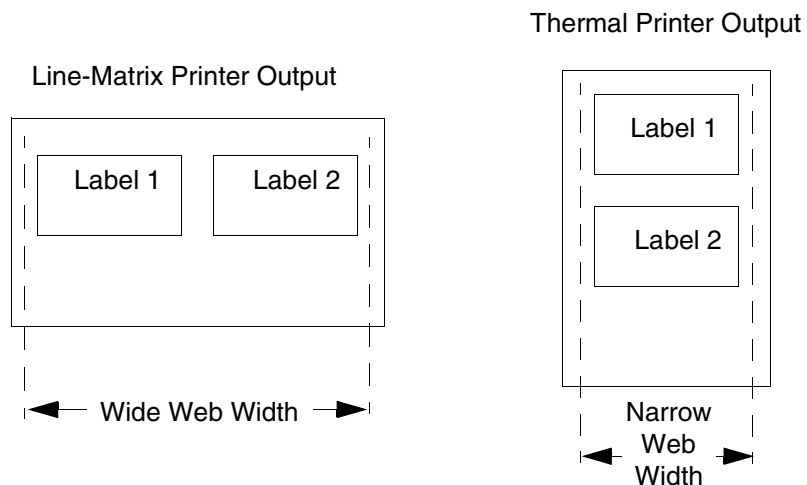 Line-Matrix Printer Output
Label 1
Label 2
Wide Web Width
Thermal Printer Output
Label 1
Label 2
Narrow
Web
Width